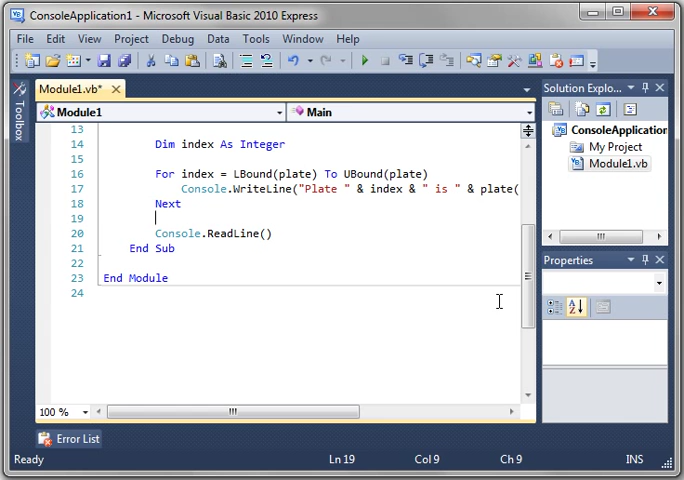 ConsoleApplication1 - Microsoft Visual Basic 2010 Express
File Edit View Project Debug Data Tools Window Help
Module1.vb*
Solution Explo...
Module1
Main
Toolbox
ConsoleApplication
My Project
Module1.vb
13
14 Dim index As Integer
15
16 For index = LBound(plate) To UBound(plate)
17 Console.WriteLine("Plate " & index & " is " & plate(
18 Next
19
20 Console.ReadLine()
21 End Sub
22
23 End Module
24
Properties
A
Z
100 %
Error List
Ready Ln 19 Col 9 Ch 9 INS